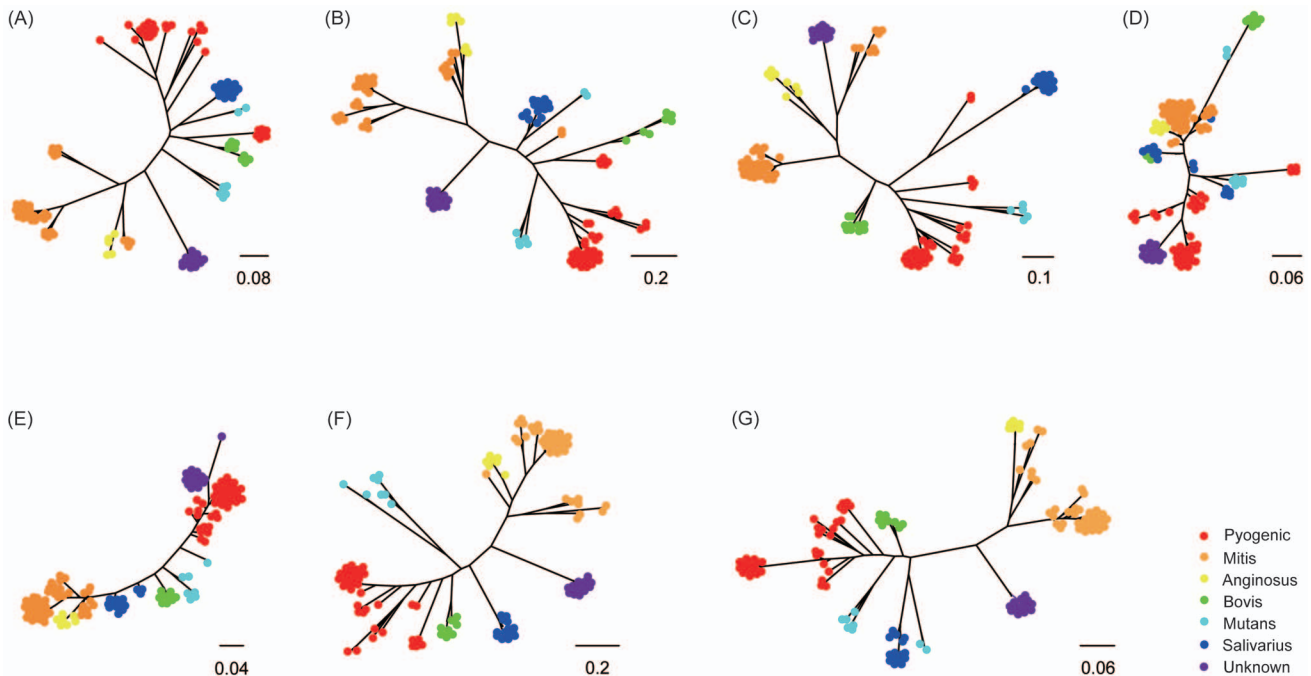 (A)
(B)
(C)
(D)
0.08
0.2
0.1
0.06
(E)
(F)
(G)
Pyogenic
Mitis
Anginosus
Bovis
Mutans
Salivarius
Unknown
0.04
0.2
0.06